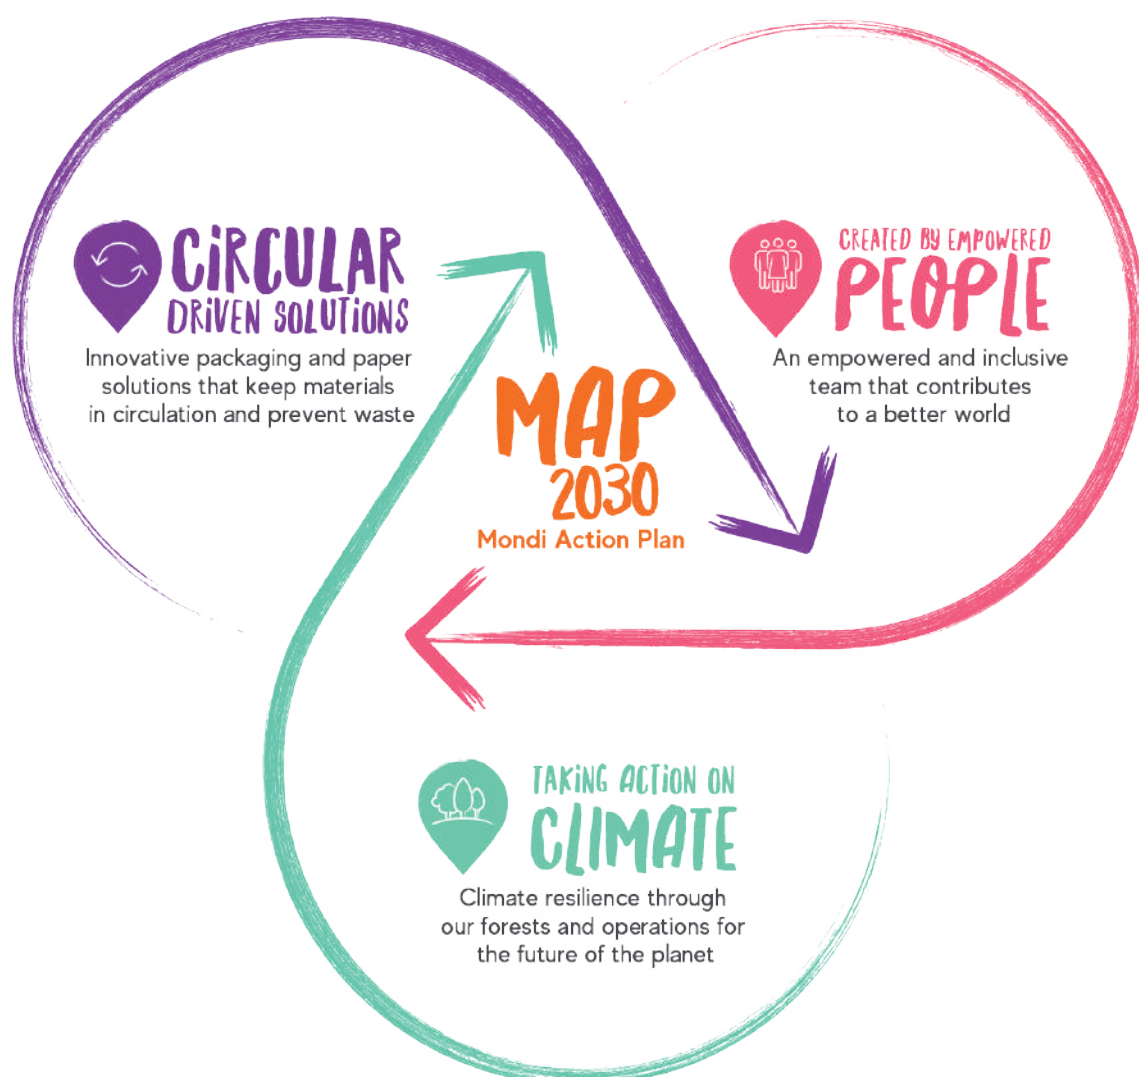 CiRCULAR
DRiVEN SOLUTiONS
Innovative packaging and paper
solutions that keep materials
in circulation and prevent waste
CREATED BY EMPOWERED
PEOPLE
An empowered and inclusive
team that contributes
to a better world
MAP
2030
Mondi Action Plan
TAKiNG ACTiON ON
CLIMATE
Climate resilience through
our forests and operations for
the future of the planet